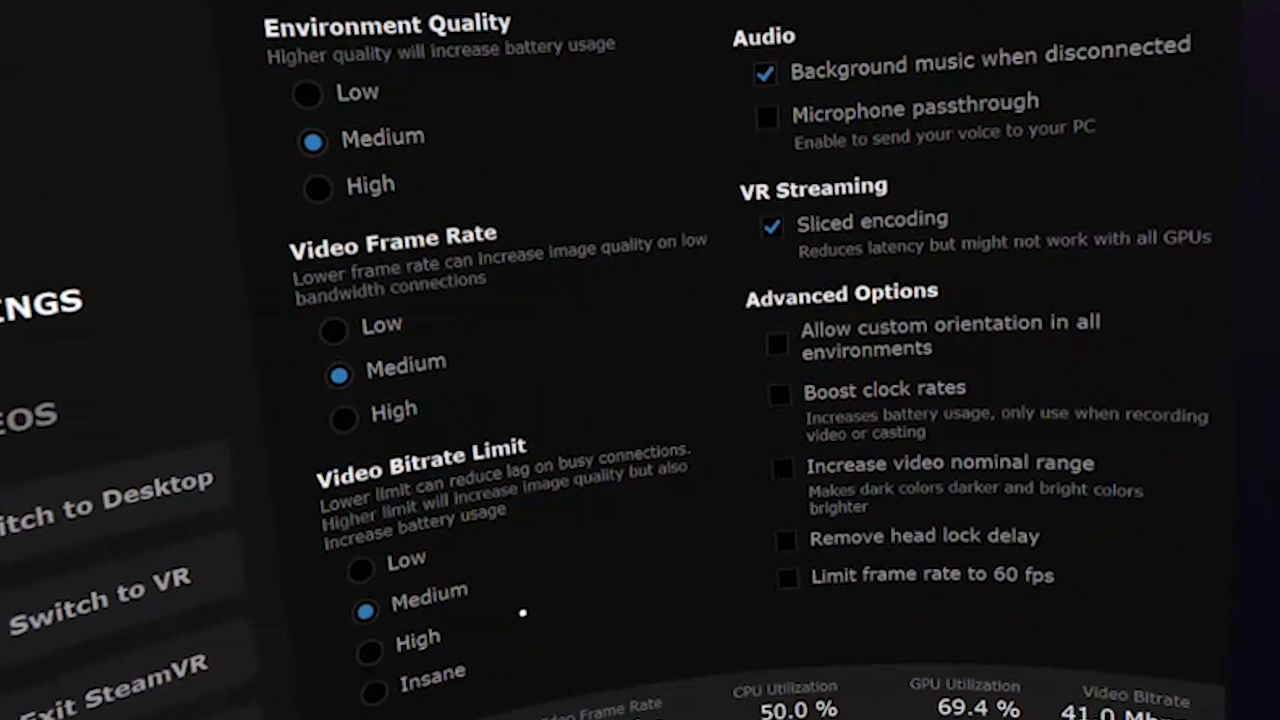 Environment Quality
Higher quality will increase battery usage
Low
Medium
High
Video Frame Rate
Lower frame rate can increase image quality on low
bandwidth connections
Low
Medium
High
Video Bitrate Limit
Lower limit can reduce lag on busy connections.
Higher limit will increase image quality but also
increase battery usage
Low
Medium
High
Insane
Audio
Background music when disconnected
Microphone passthrough
Enable to send your voice to your PC
VR Streaming
Sliced encoding
Reduces latency but might not work with all GPUs
Advanced Options
Allow custom orientation in all
environments
Boost clock rates
Increases battery usage, only use when recording
video or casting
Increase video nominal range
Makes dark colors darker and bright colors
brighter
Remove head lock delay
Limit frame rate to 60 fps
Switch to VR
to Desktop
SteamVR
Video Frame Rate
CPU Utilization
50.0 %
GPU Utilization
69.4 %
Video Bitrate
41.0